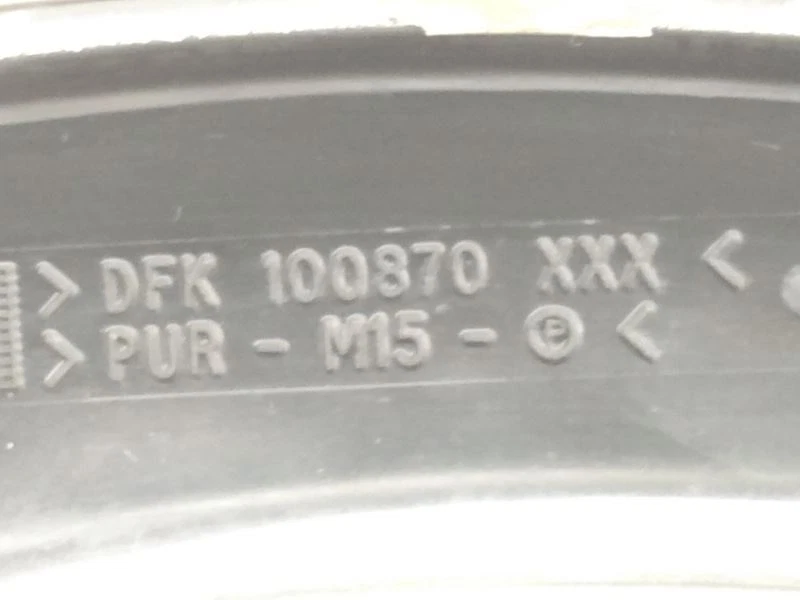 > DFK 100870 XXX <
> PUR - M15 - Ⓟ <